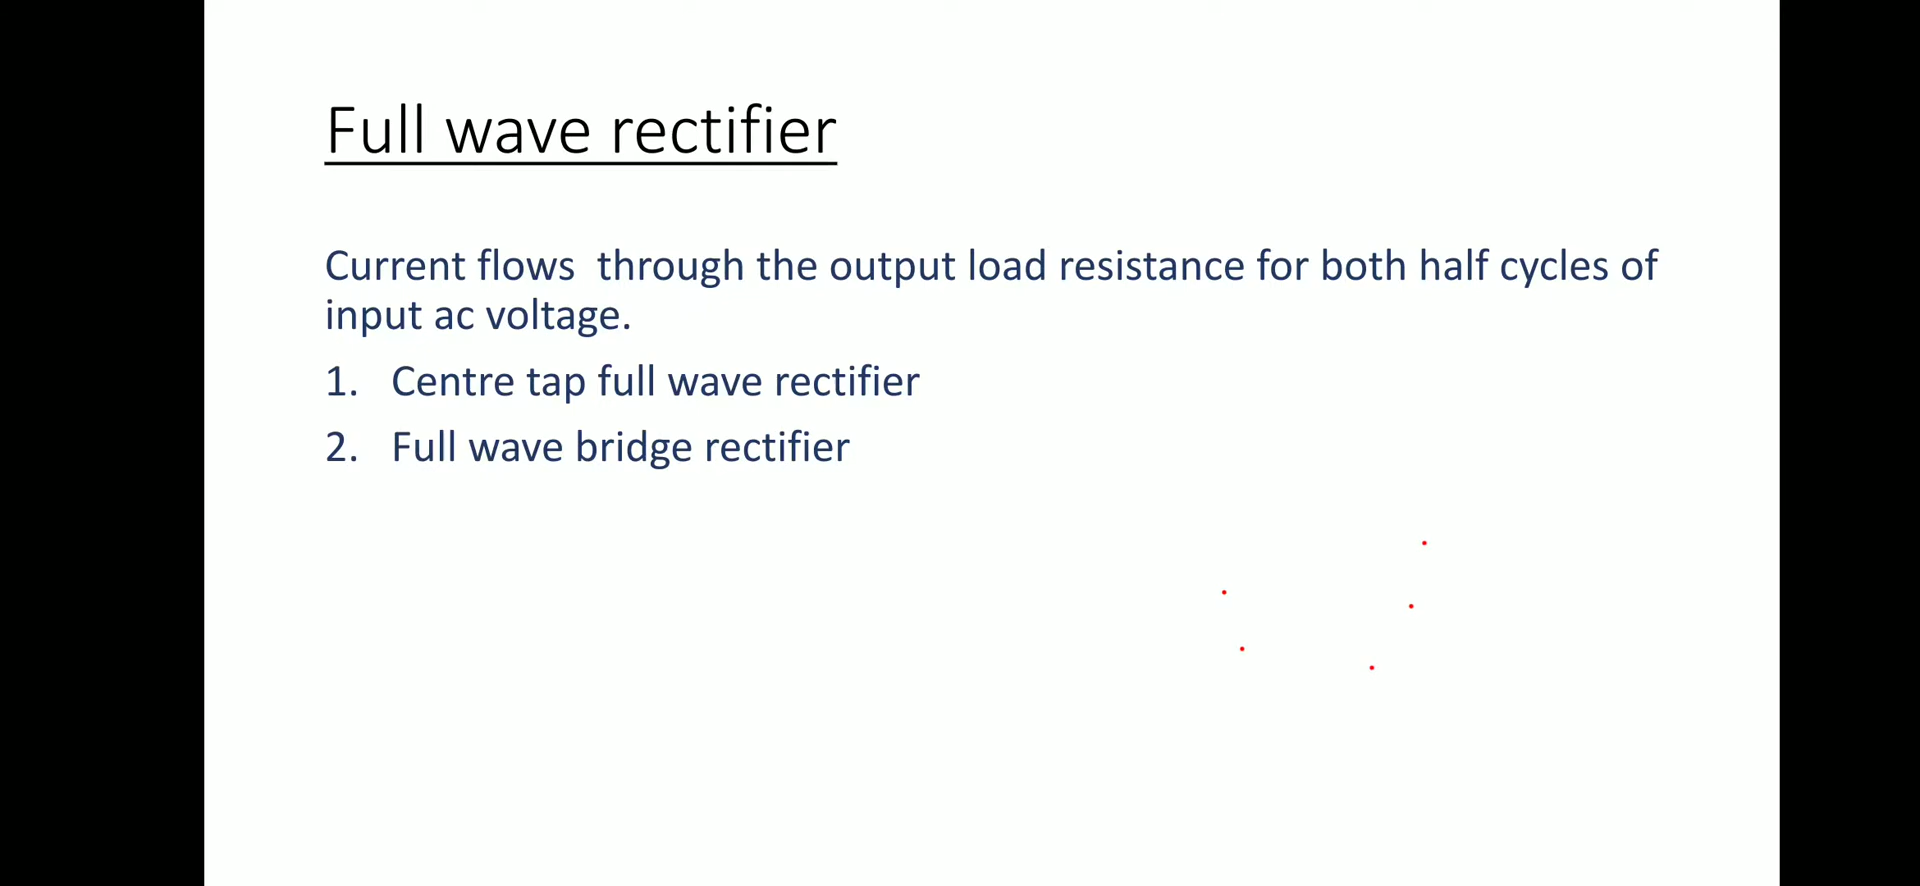 Full wave rectifier
Current flows  through the output load resistance for both half cycles of
input ac voltage.
1. Centre tap full wave rectifier
2. Full wave bridge rectifier